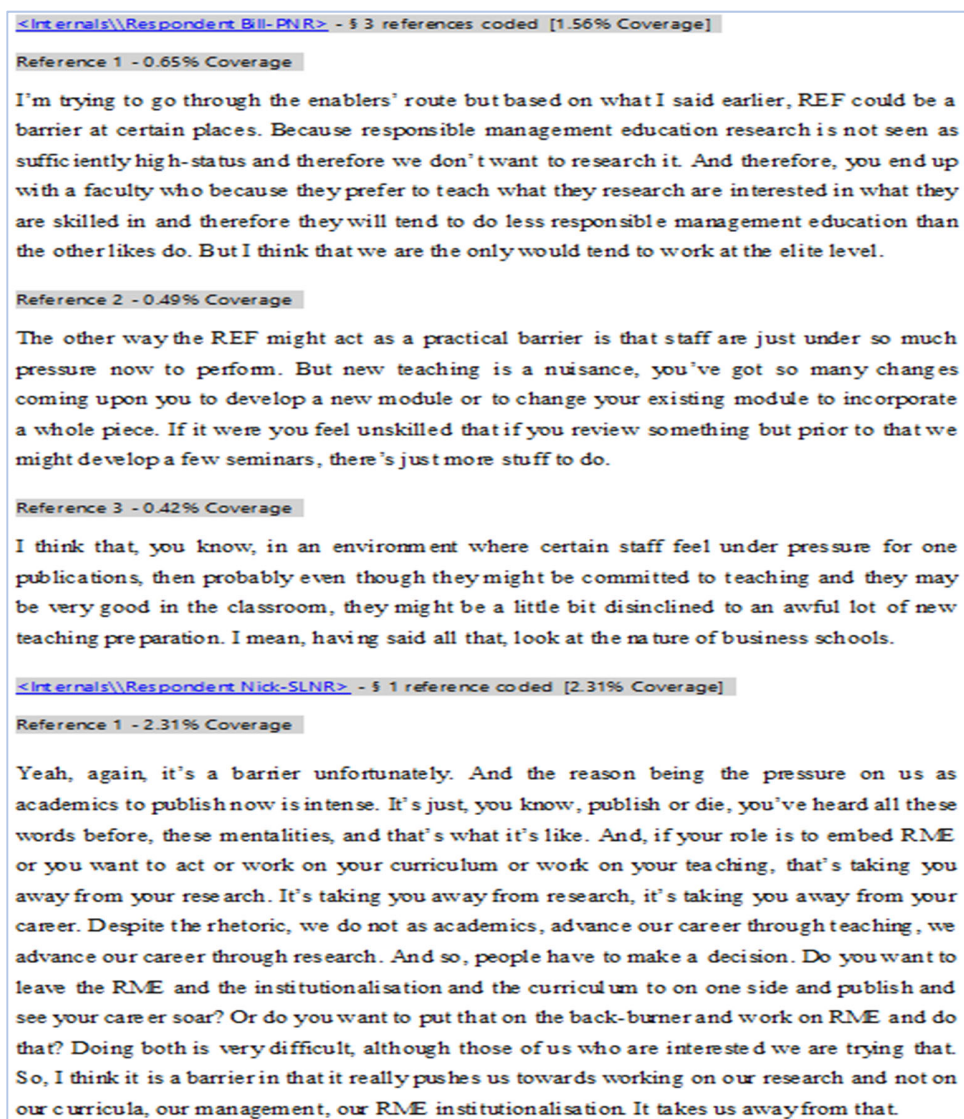 <Internals\\Respondent Bill-PNR> - § 3 references coded [1.56% Coverage]
Reference 1 - 0.65% Coverage
I'm trying to go through the enablers' route but based on what I said earlier, REF could be a
barrier at certain places. Because responsible management education research is not seen as
sufficiently high-status and therefore we don't want to research it. And therefore, you end up
with a faculty who because they prefer to teach what they research are interested in what they
are skilled in and therefore they will tend to do less responsible management education than
the other likes do. But I think that we are the only would tend to work at the elite level.
Reference 2 - 0.49% Coverage
The other way the REF might act as a practical barrier is that staff are just under so much
pressure now to perform. But new teaching is a nuisance, you've got so many changes
coming upon you to develop a new module or to change your existing module to incorporate
a whole piece. If it were you feel unskilled that if you review something but prior to that we
might develop a few seminars, there's just more stuff to do.
Reference 3 - 0.42% Coverage
I think that, you know, in an environment where certain staff feel under pressure for one
publications, then probably even though they might be committed to teaching and they may
be very good in the classroom, they might be a little bit disinclined to an awful lot of new
teaching preparation. I mean, having said all that, look at the nature of business schools.
<Internals\\Respondent Nick-SLNR> - § 1 reference coded [2.31% Coverage]
Reference 1 - 2.31% Coverage
Yeah, again, it's a barrier unfortunately. And the reason being the pressure on us as
academics to publish now is intense. It's just, you know, publish or die, you've heard all these
words before, these mentalities, and that's what it's like. And, if your role is to embed RME
or you want to act or work on your curriculum or work on your teaching, that's taking you
away from your research. It's taking you away from research, it's taking you away from your
career. Despite the rhetoric, we do not as academics, advance our career through teaching, we
advance our career through research. And so, people have to make a decision. Do you want to
leave the RME and the institutionalisation and the curriculum to on one side and publish and
see your career soar? Or do you want to put that on the back-burner and work on RME and do
that? Doing both is very difficult, although those of us who are interested we are trying that.
So, I think it is a barrier in that it really pushes us towards working on our research and not on
our curricula, our management, our RME institutionalisation. It takes us away from that.